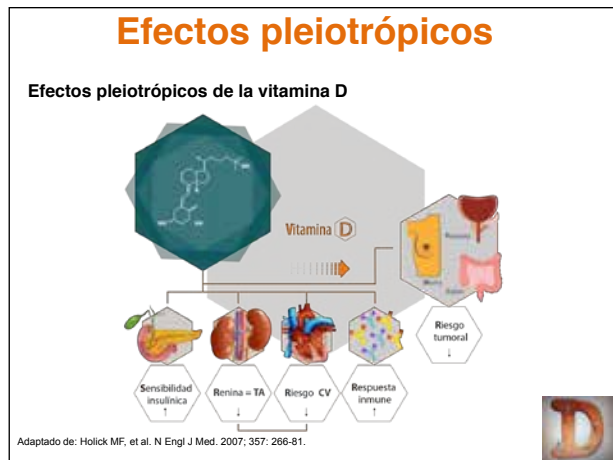 Efectos pleiotrópicos
Efectos pleiotrópicos de la vitamina D
Vitamina D
Mama
Sensibilidad
insulínica
↑
Renina = TA
↓
Riesgo CV
↓
Respuesta
inmune
↑
Riesgo
tumoral
↓
Adaptado de: Holick MF, et al. N Engl J Med. 2007; 357: 266-81.
D